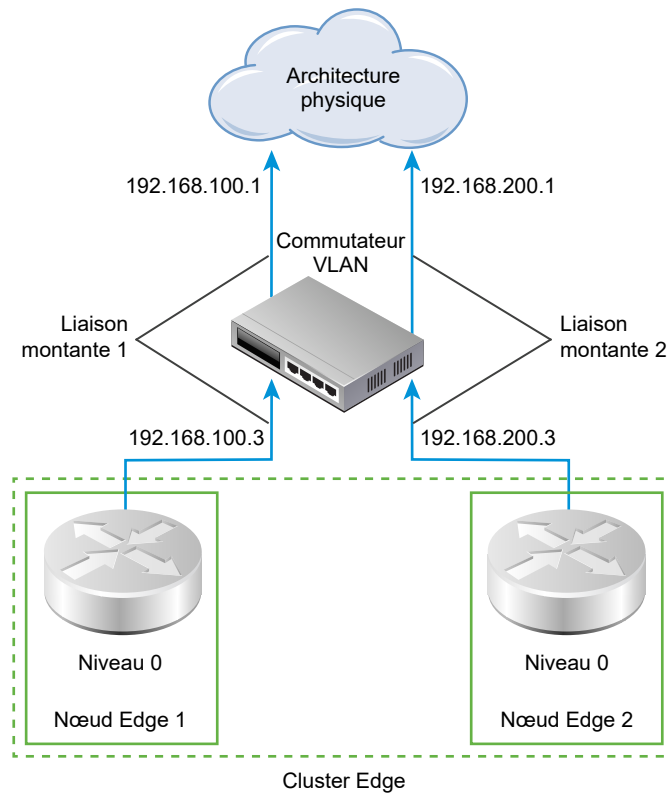 Architecture
physique
192.168.100.1
192.168.200.1
Commutateur
VLAN
Liaison
montante 1
Liaison
montante 2
192.168.100.3
192.168.200.3
Niveau 0
Niveau 0
Nœud Edge 1
Nœud Edge 2
Cluster Edge